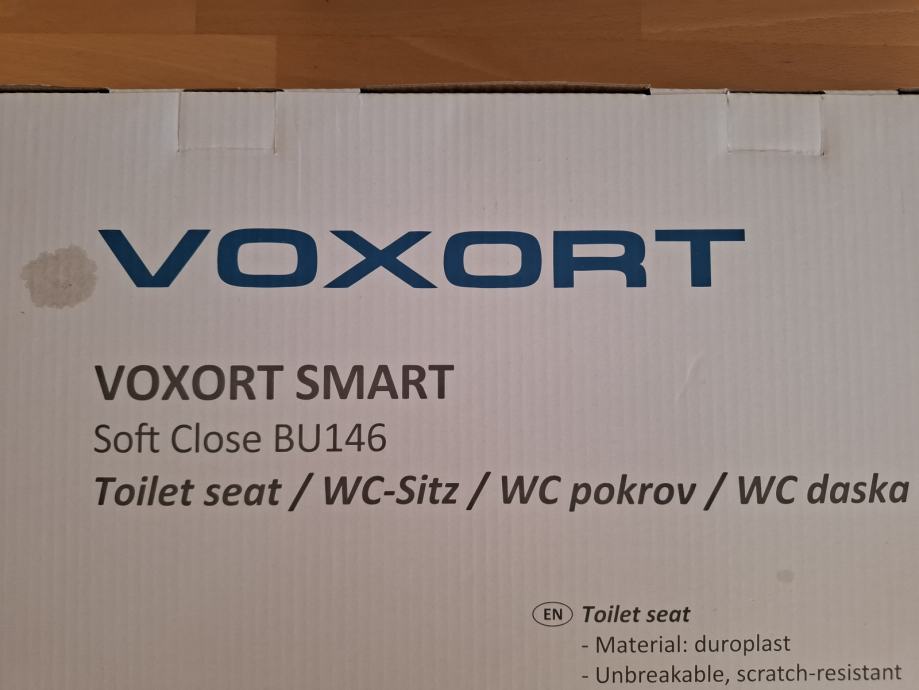 VOXORT
VOXORT SMART
Soft Close BU146
Toilet seat / WC-Sitz / WC pokrov / WC daska
EN Toilet seat
- Material: duroplast
- Unbreakable, scratch-resistant